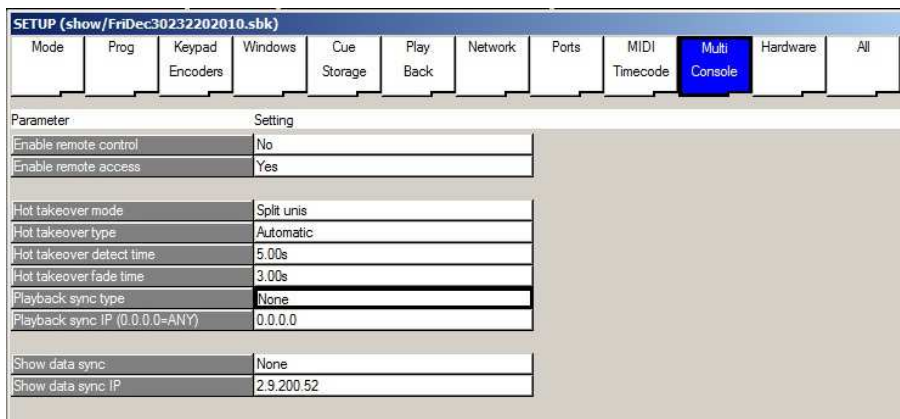 SETUP (show/FriDec30232202010.sbk)
Mode Prog Keypad Encoders Windows Cue Storage Play Back Network Ports MIDI Timecode Multi Console Hardware All
Parameter Setting
Enable remote control No
Enable remote access Yes
Hot takeover mode Split unis
Hot takeover type Automatic
Hot takeover detect time 5.00s
Hot takeover fade time 3.00s
Playback sync type None
Playback sync IP (0.0.0.0=ANY) 0.0.0.0
Show data sync None
Show data sync IP 2.9.200.52